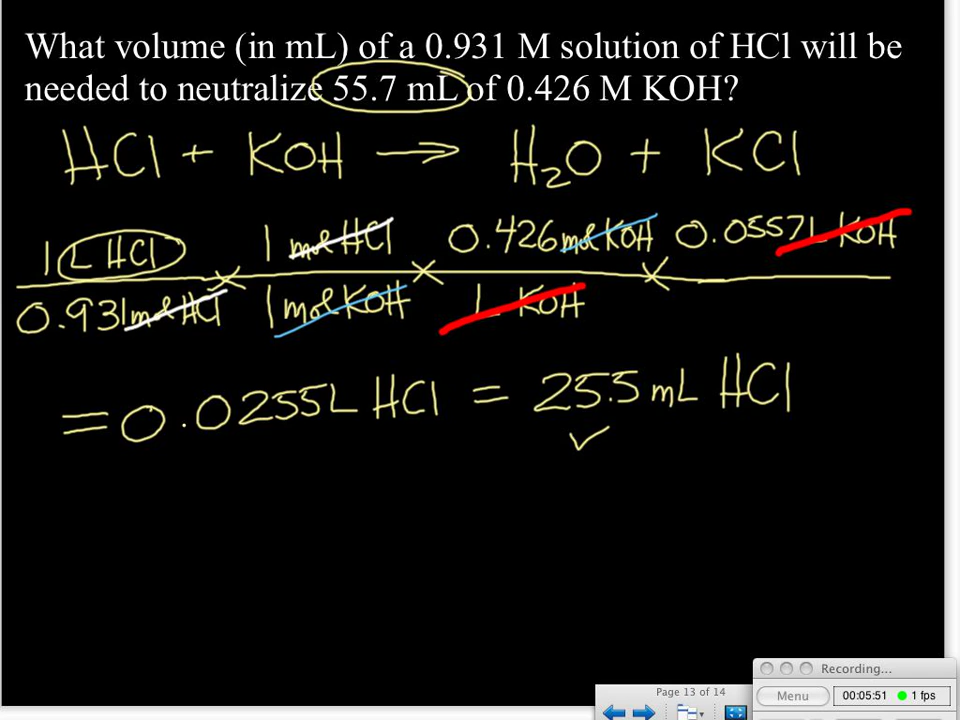 What volume (in mL) of a 0.931 M solution of HCl will be
needed to neutralize 55.7 mL of 0.426 M KOH?
HCl + KOH → H₂O + KCl
1 L HCl × 1 mol HCl × 0.426 mol KOH × 0.0557 L KOH
0.931 mol HCl 1 mol KOH 1 L KOH
= 0.0255 L HCl = 25.5 mL HCl
✓
Recording...
Page 13 of 14
Menu 00:05:51 1 fps